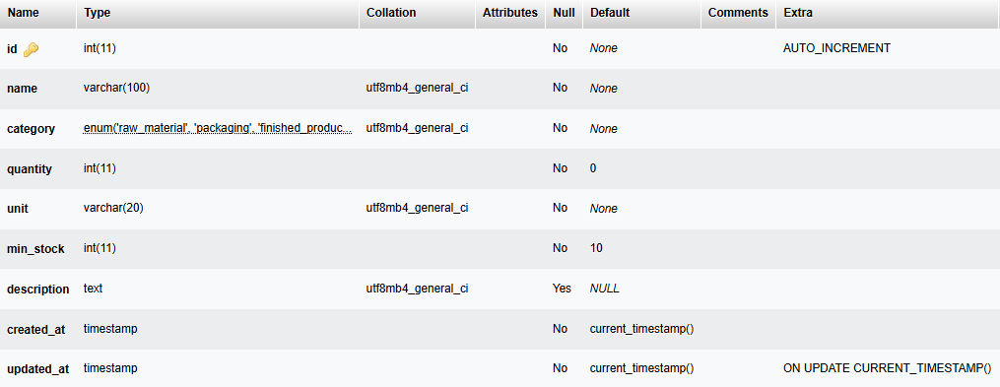 Name Type Collation Attributes Null Default Comments Extra
id int(11) No None AUTO_INCREMENT
name varchar(100) utf8mb4_general_ci No None
category enum('raw_material', 'packaging', 'finished_produc... utf8mb4_general_ci No None
quantity int(11) No 0
unit varchar(20) utf8mb4_general_ci No None
min_stock int(11) No 10
description text utf8mb4_general_ci Yes NULL
created_at timestamp No current_timestamp()
updated_at timestamp No current_timestamp() ON UPDATE CURRENT_TIMESTAMP()